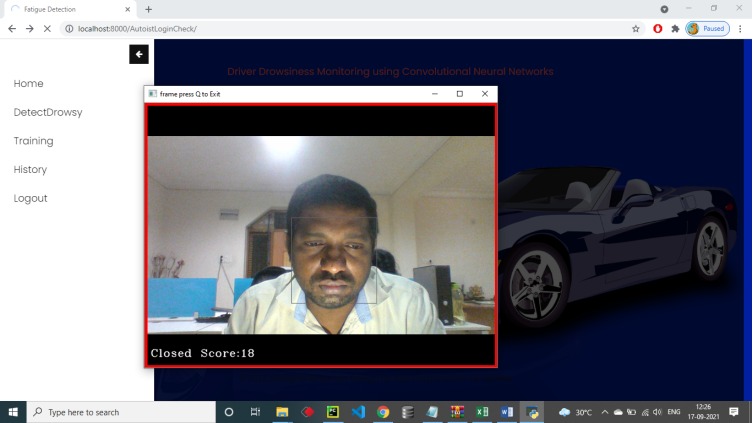 Fatigue Detection
localhost:8000/AutoistLoginCheck/
Paused
Driver Drowsiness Monitoring using Convolutional Neural Networks
Home
DetectDrowsy
Training
History
Logout
frame press Q to Exit
Closed Score:18
Type here to search
30°C
ENG
12:26
17-09-2021